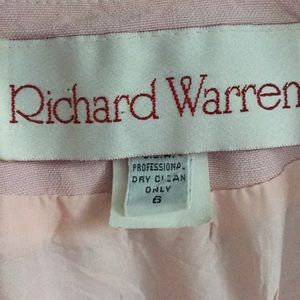 Richard Warren
PROFESSIONAL
DRY CLEAN
ONLY
6